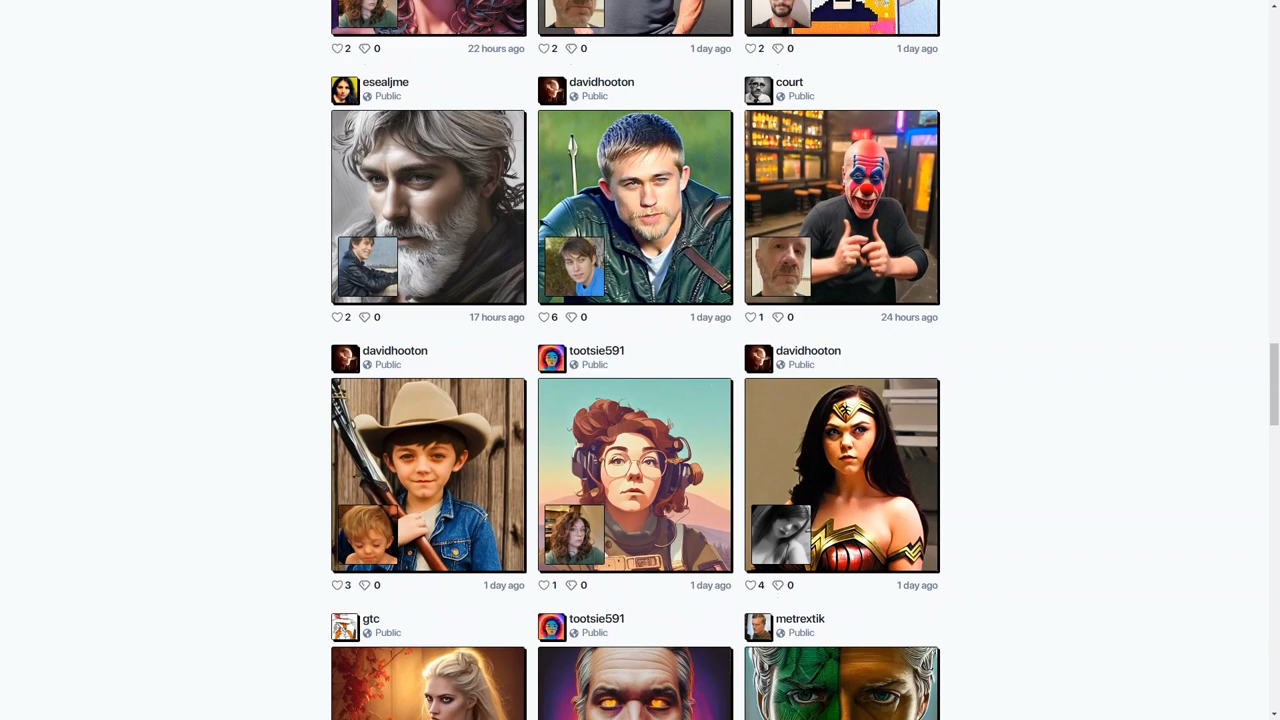 2 0 22 hours ago
2 0 1 day ago
2 0 1 day ago
esealjme
Public
davidhooton
Public
court
Public
2 0 17 hours ago
6 0 1 day ago
1 0 24 hours ago
davidhooton
Public
tootsie591
Public
davidhooton
Public
3 0 1 day ago
1 0 1 day ago
4 0 1 day ago
gtc
Public
tootsie591
Public
metrextik
Public